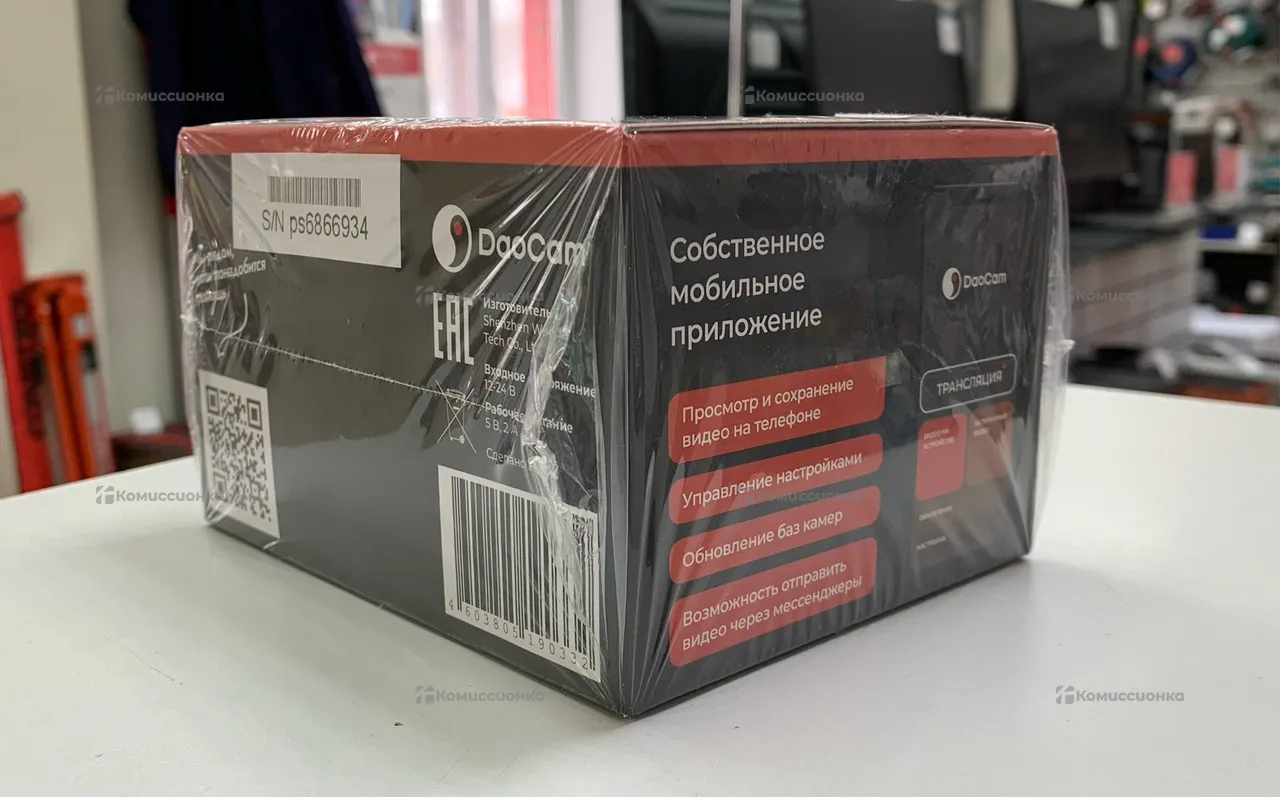 S/N ps6866934
DaoCam
EAC
Изготовитель
Shenzhen
Tech Co.,
Входное
12-24 В
5 В, 2
Сделано
4 603805 190332
Собственное
мобильное
приложение
Просмотр и сохранение
видео на телефоне
Управление настройками
Обновление баз камер
Возможность отправить
видео через мессенджеры
DaoCam
ТРАНСЛЯЦИЯ
Комиссионка
Комиссионка
Комиссионка
Комиссионка
Комиссионка
Комиссионка